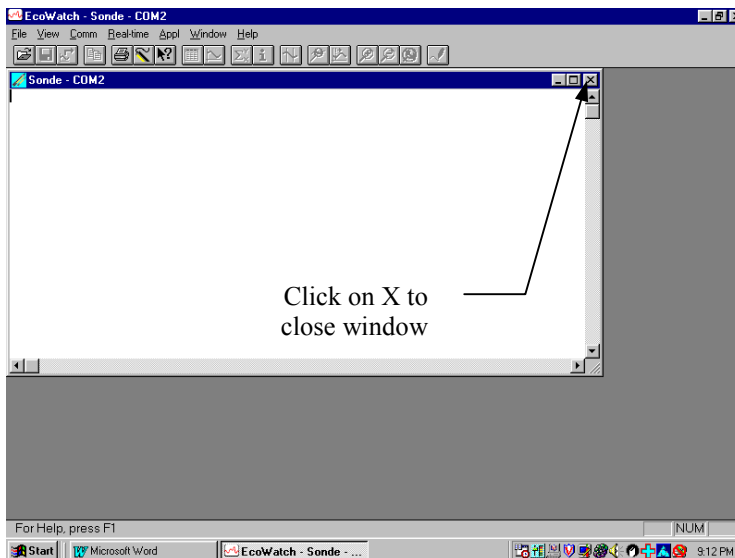 EcoWatch - Sonde - COM2
File View Comm Real-time Appl Window Help
Sonde - COM2
Click on X to
close window
For Help, press F1
NUM
Start Microsoft Word EcoWatch - Sonde - ... 9:12 PM